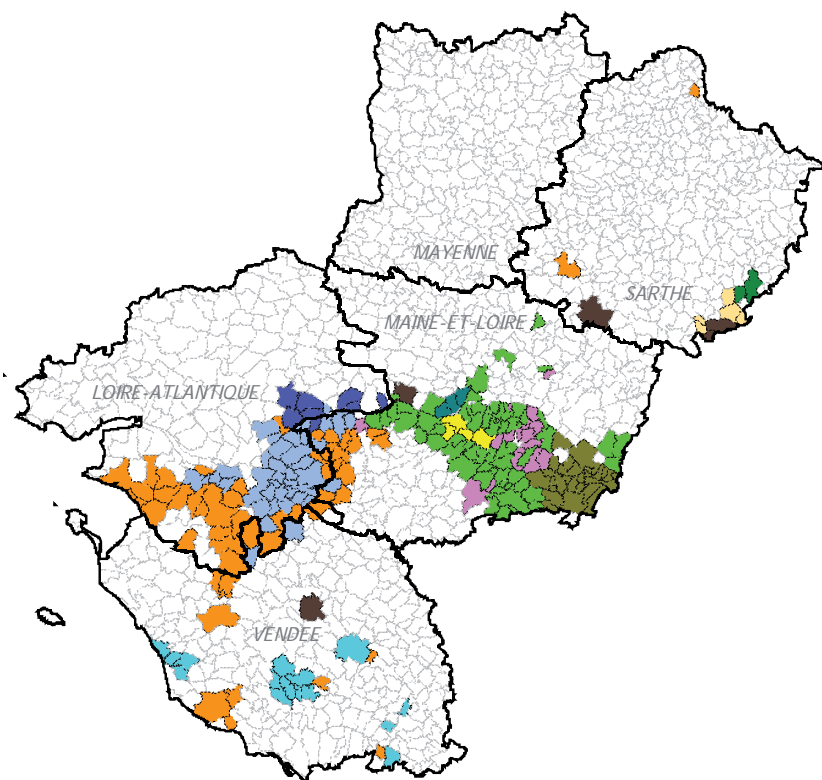 MAYENNE
SARTHE
MAINE-ET-LOIRE
LOIRE-ATLANTIQUE
VENDEE